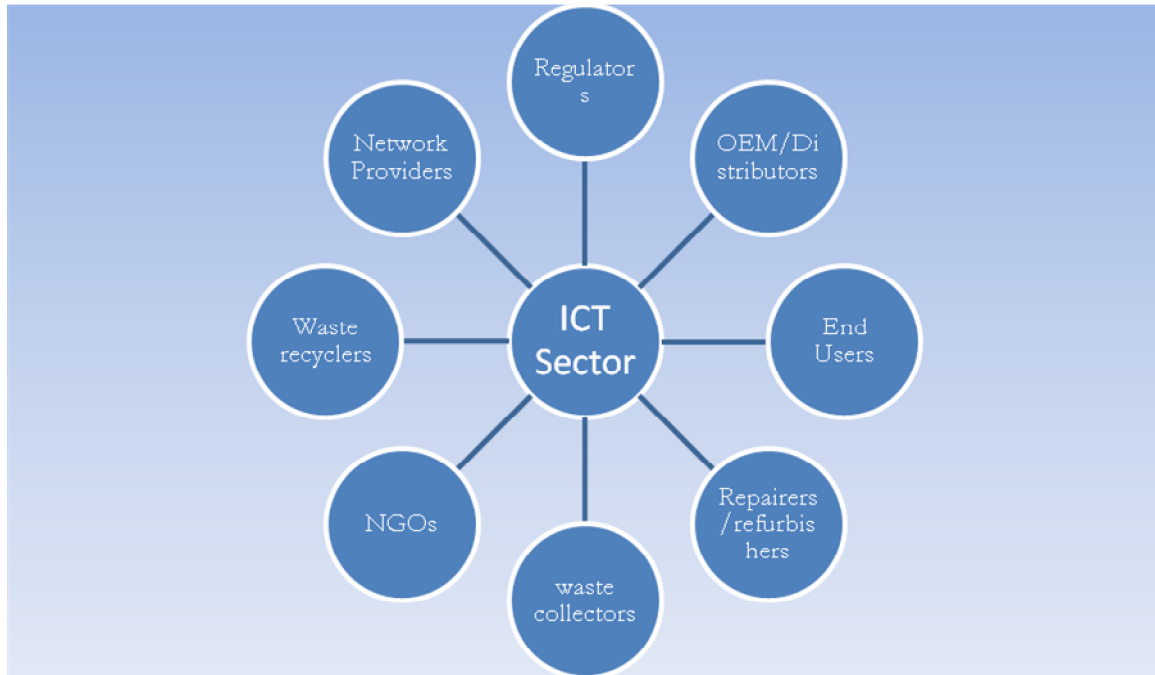 Regulator
s
OEM/Di
stributors
End
Users
Repairers
/refurbis
hers
waste
collectors
NGOs
Waste
recyclers
Network
Providers
ICT
Sector